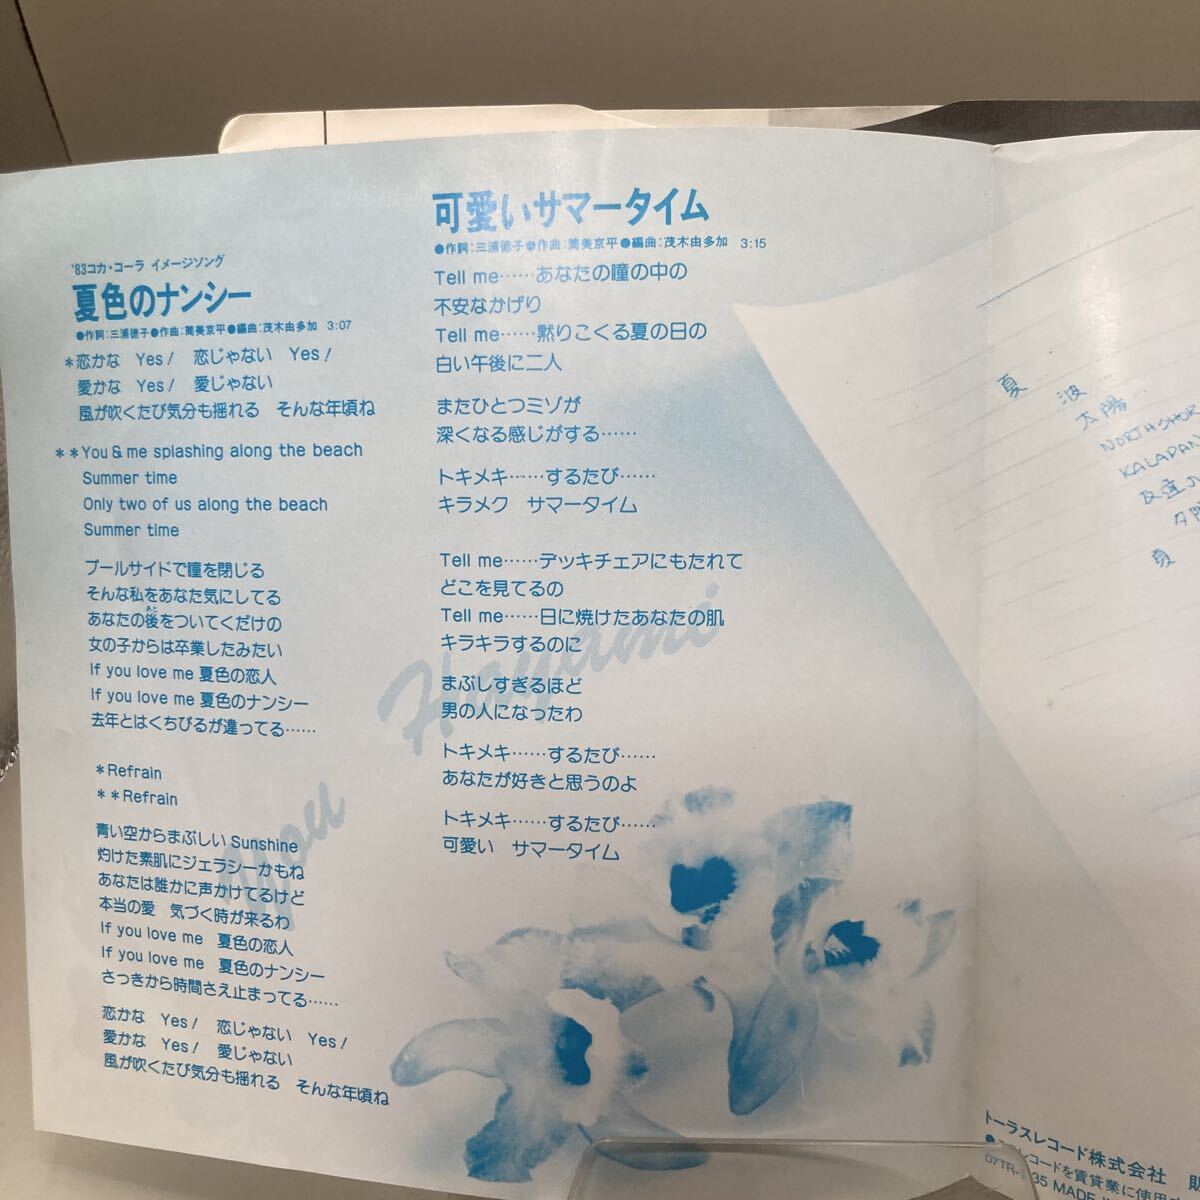 '83コカ・コーラ イメージソング
夏色のナンシー
●作詞:三浦徳子●作曲:筒美京平●編曲:茂木由多加 3:07
*恋かな Yes! 恋じゃない Yes!
愛かな Yes! 愛じゃない
風が吹くたび気分も揺れる そんな年頃ね
**You & me splashing along the beach
Summer time
Only two of us along the beach
Summer time
プールサイドで瞳を閉じる
そんな私をあなた気にしてる
あと
あなたの後をついてくだけの
女の子からは卒業したみたい
If you love me 夏色の恋人
If you love me 夏色のナンシー
去年とはくちびるが違ってる……
*Refrain
**Refrain
青い空からまぶしい Sunshine
灼けた素肌にジェラシーかもね
あなたは誰かに声かけてるけど
本当の愛 気づく時が来るわ
If you love me 夏色の恋人
If you love me 夏色のナンシー
さっきから時間さえ止まってる……
恋かな Yes! 恋じゃない Yes!
愛かな Yes! 愛じゃない
風が吹くたび気分も揺れる そんな年頃ね
可愛いサマータイム
●作詞:三浦徳子●作曲:筒美京平●編曲:茂木由多加 3:15
Tell me……あなたの瞳の中の
不安なかげり
Tell me……黙りこくる夏の日の
白い午後に二人
またひとつミゾが
深くなる感じがする……
トキメキ……するたび……
キラメク サマータイム
Tell me……デッキチェアにもたれて
どこを見てるの
Tell me……日に焼けたあなたの肌
キラキラするのに
まぶしすぎるほど
男の人になったわ
トキメキ……するたび……
あなたが好きと思うのよ
トキメキ……するたび……
可愛い サマータイム
You Hayami
夏
波
太陽
NORTH SHOR
KALAPAN
友達
夏
トーラスレコード株式会社
レコードを賃貸業に使用
07TR- 35 MADE